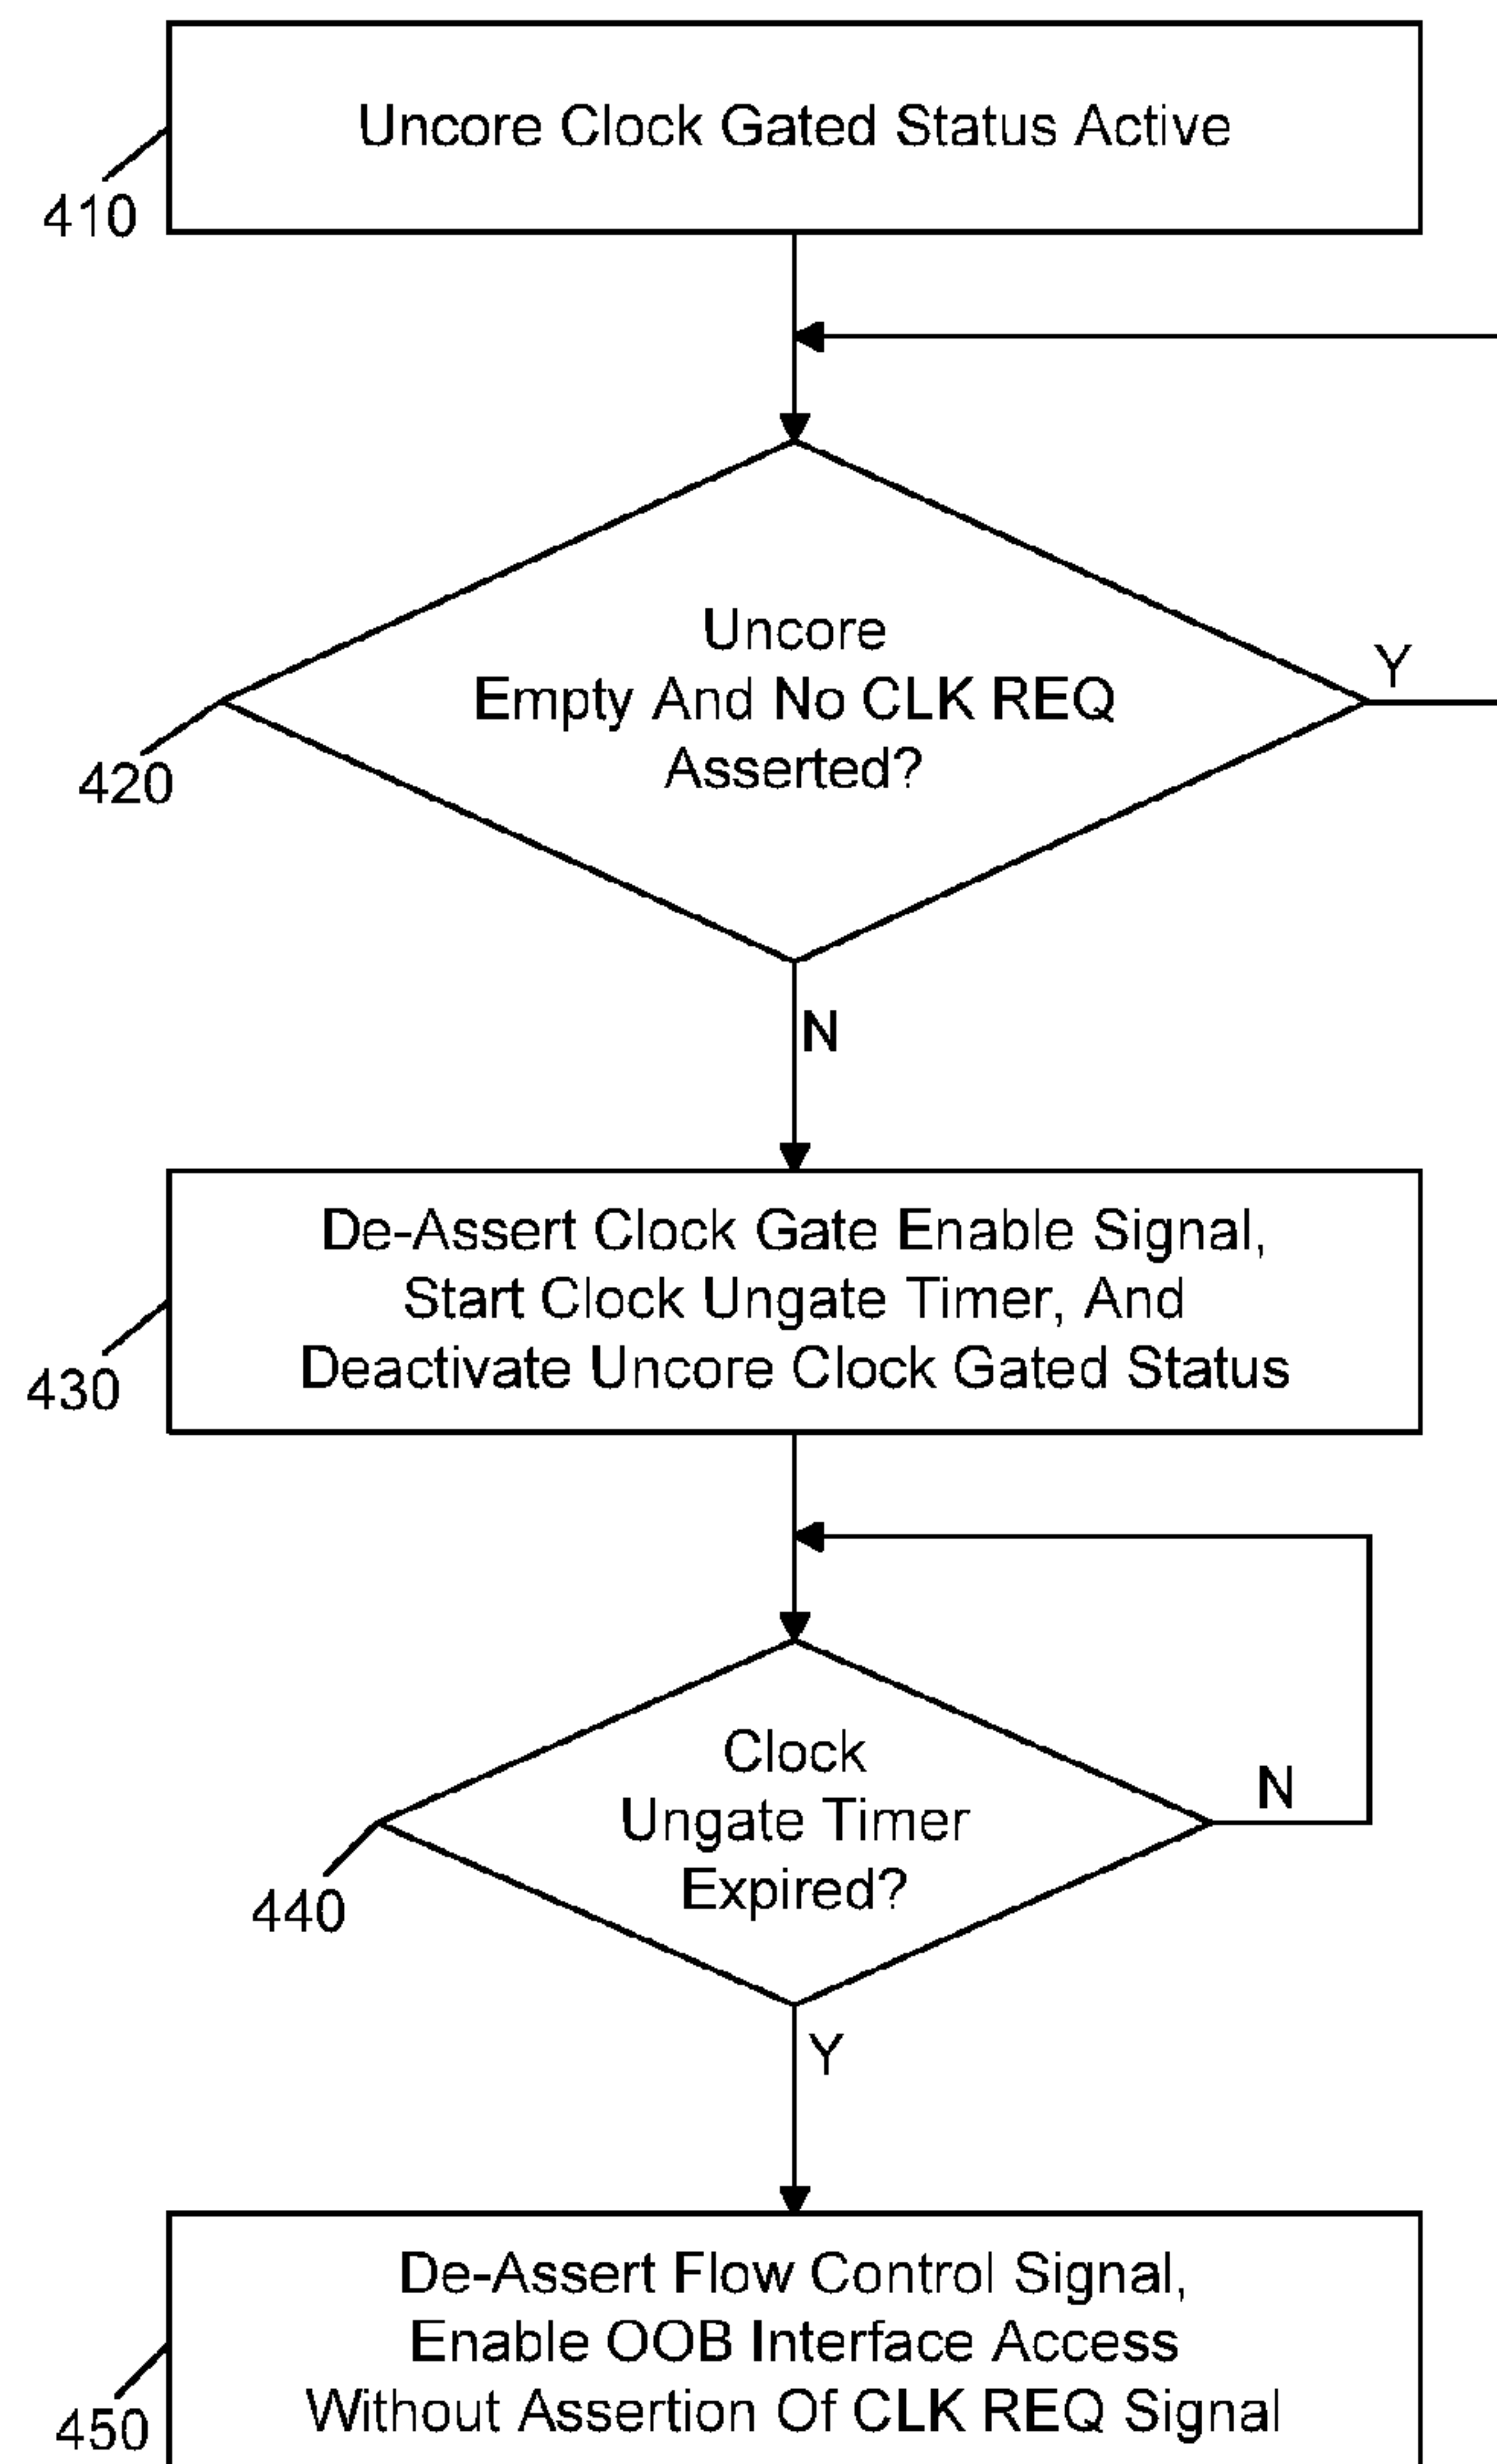 Uncore Clock Gated Status Active
410
Uncore
Empty And No CLK REQ
Asserted?
Y
420
N
De-Assert Clock Gate Enable Signal,
Start Clock Ungate Timer, And
Deactivate Uncore Clock Gated Status
430
Clock
Ungate Timer
Expired?
N
440
Y
De-Assert Flow Control Signal,
Enable OOB Interface Access
Without Assertion Of CLK REQ Signal
450